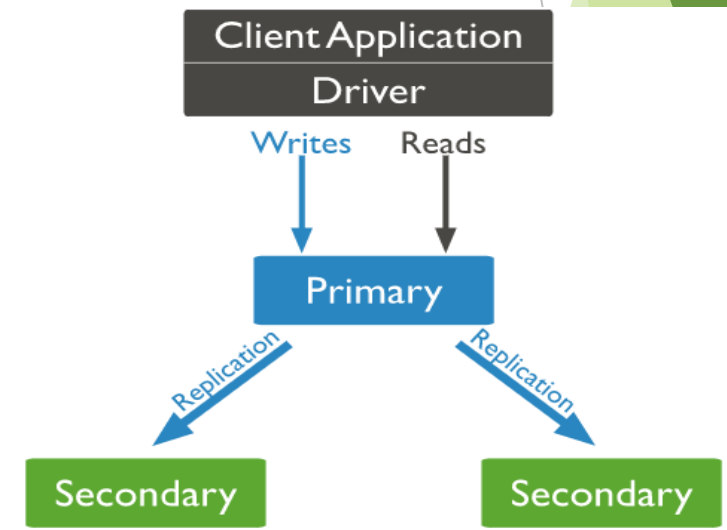 Client Application
Driver
Writes Reads
Primary
Replication Replication
Secondary Secondary